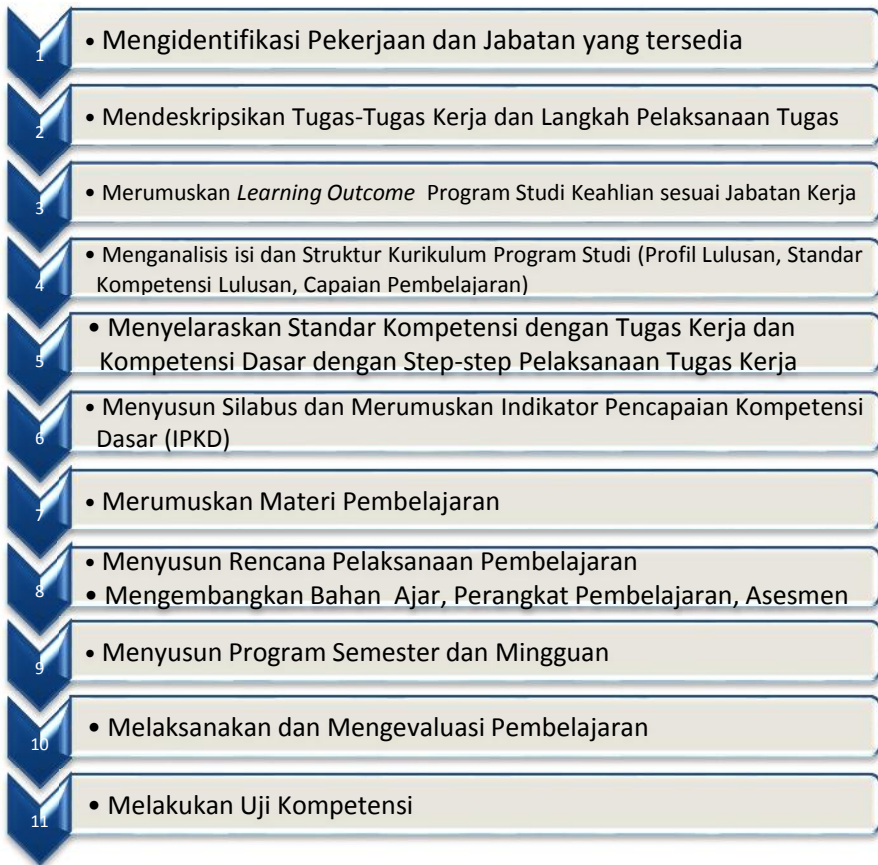 1
• Mengidentifikasi Pekerjaan dan Jabatan yang tersedia
2
• Mendeskripsikan Tugas-Tugas Kerja dan Langkah Pelaksanaan Tugas
3
• Merumuskan Learning Outcome Program Studi Keahlian sesuai Jabatan Kerja
4
• Menganalisis isi dan Struktur Kurikulum Program Studi (Profil Lulusan, Standar
Kompetensi Lulusan, Capaian Pembelajaran)
5
• Menyelaraskan Standar Kompetensi dengan Tugas Kerja dan
Kompetensi Dasar dengan Step-step Pelaksanaan Tugas Kerja
6
• Menyusun Silabus dan Merumuskan Indikator Pencapaian Kompetensi
Dasar (IPKD)
7
• Merumuskan Materi Pembelajaran
8
• Menyusun Rencana Pelaksanaan Pembelajaran
• Mengembangkan Bahan Ajar, Perangkat Pembelajaran, Asesmen
9
• Menyusun Program Semester dan Mingguan
10
• Melaksanakan dan Mengevaluasi Pembelajaran
11
• Melakukan Uji Kompetensi